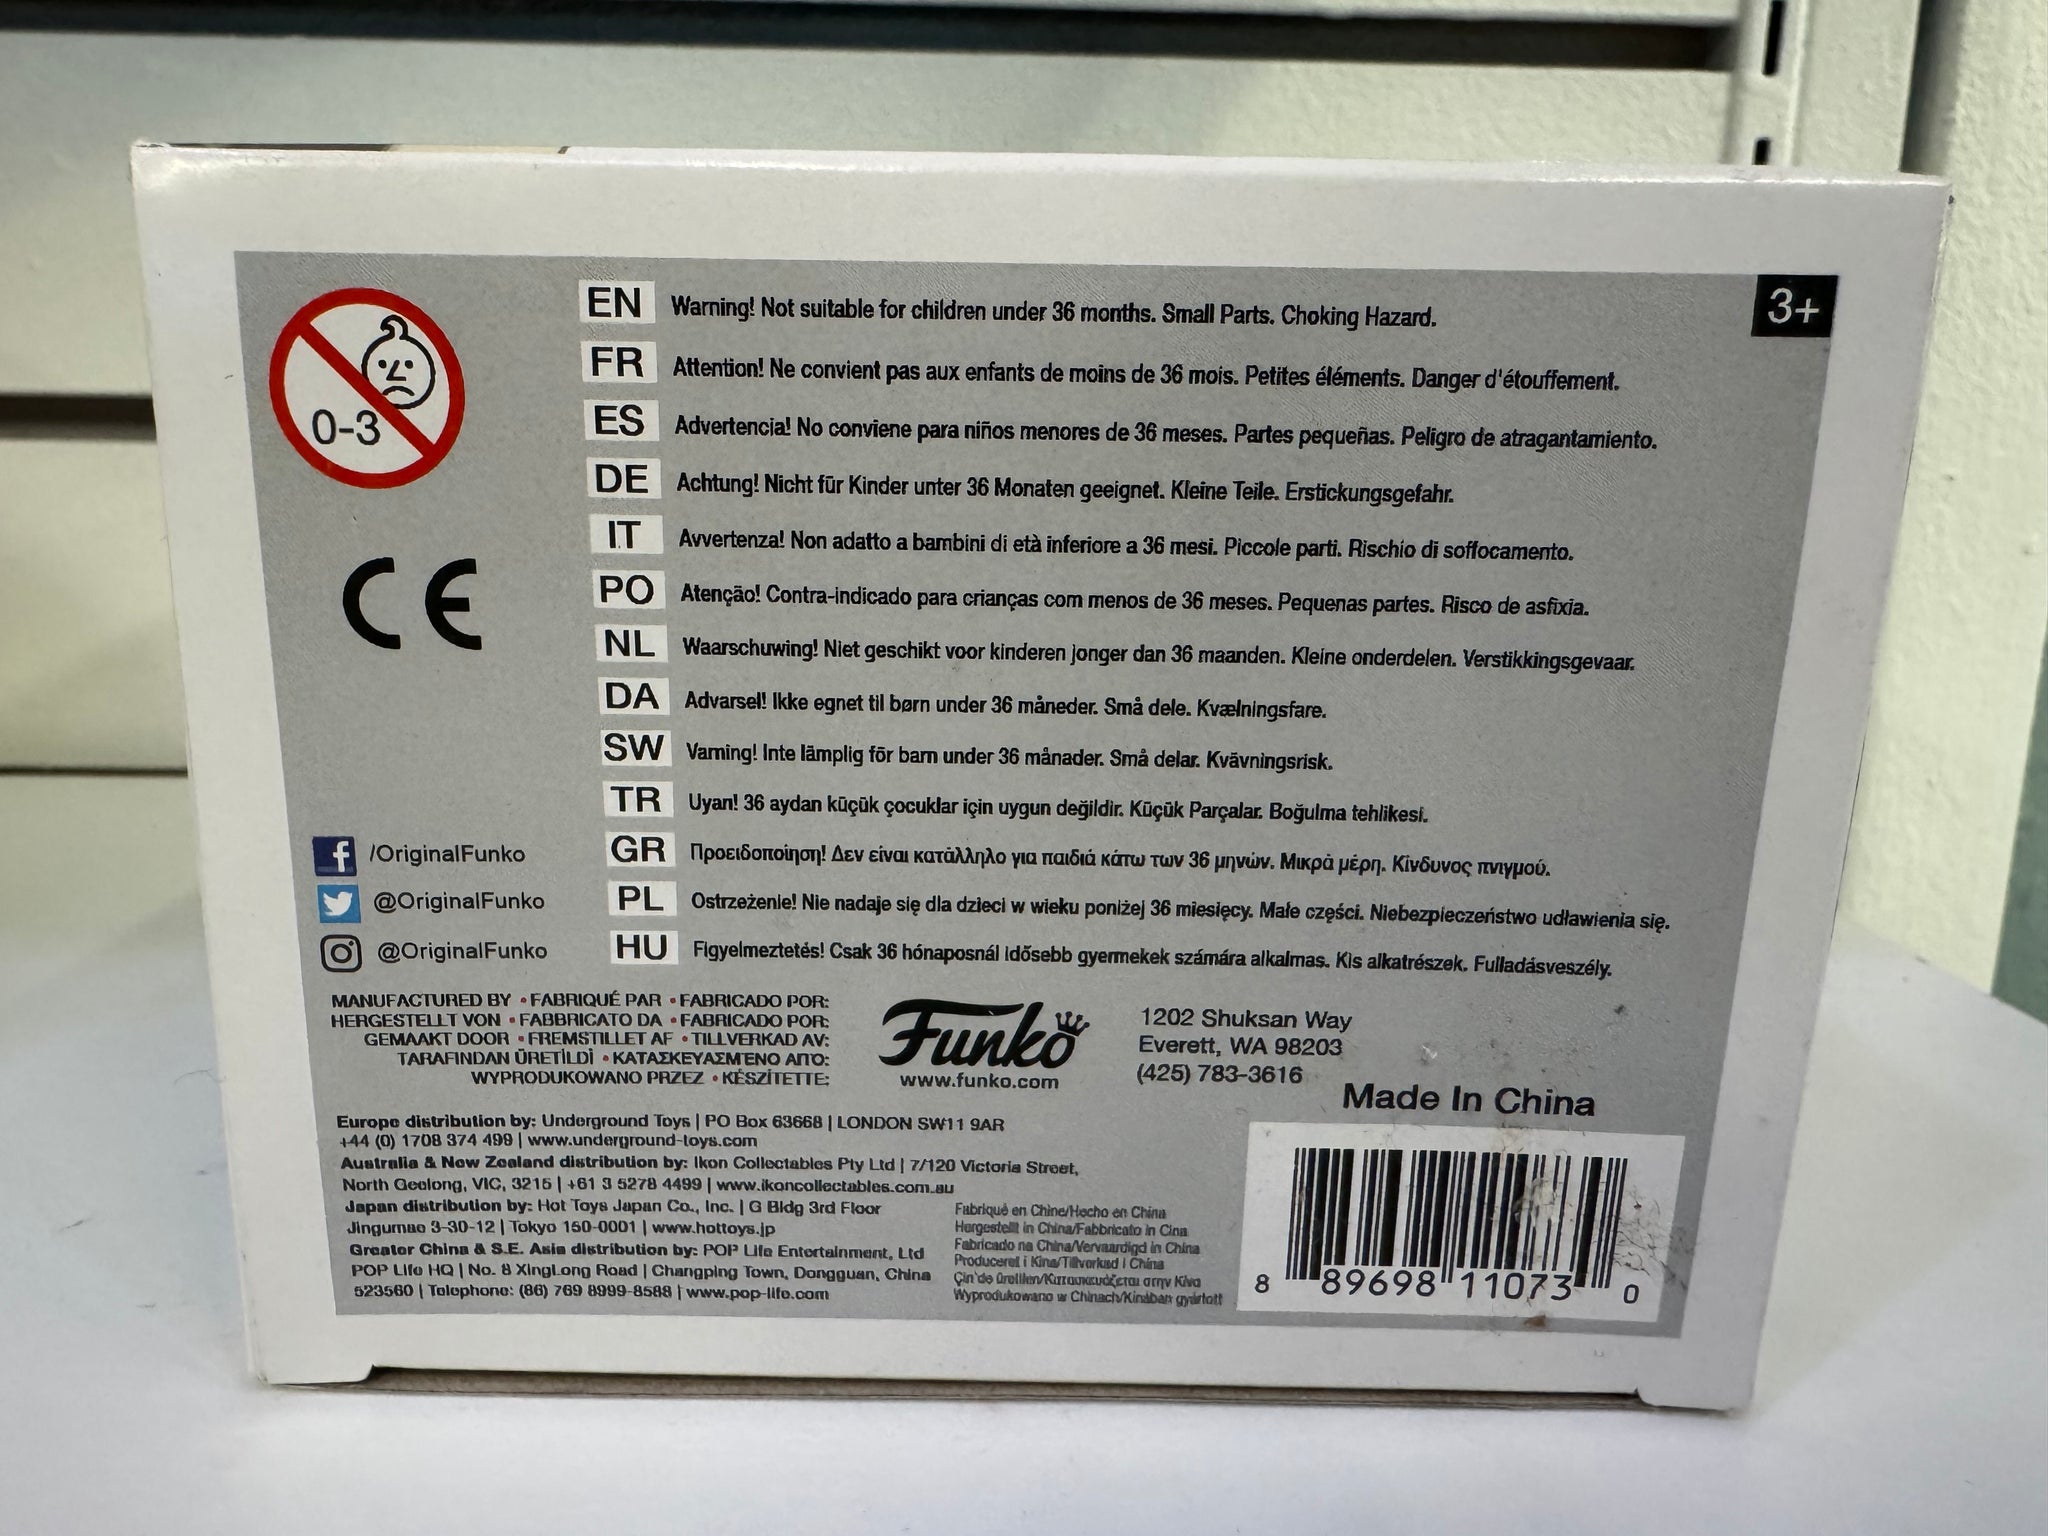 0-3
3+
EN Warning! Not suitable for children under 36 months. Small Parts. Choking Hazard.
FR Attention! Ne convient pas aux enfants de moins de 36 mois. Petites éléments. Danger d'étouffement.
ES Advertencia! No conviene para niños menores de 36 meses. Partes pequeñas. Peligro de atragantamiento.
DE Achtung! Nicht für Kinder unter 36 Monaten geeignet. Kleine Teile. Erstickungsgefahr.
IT Avvertenza! Non adatto a bambini di età inferiore a 36 mesi. Piccole parti. Rischio di soffocamento.
PO Atenção! Contra-indicado para crianças com menos de 36 meses. Pequenas partes. Risco de asfixia.
NL Waarschuwing! Niet geschikt voor kinderen jonger dan 36 maanden. Kleine onderdelen. Verstikkingsgevaar.
DA Advarsel! Ikke egnet til børn under 36 måneder. Små dele. Kvælningsfare.
SW Varning! Inte lämplig för barn under 36 månader. Små delar. Kvävningsrisk.
TR Uyarı! 36 aydan küçük çocuklar için uygun değildir. Küçük Parçalar. Boğulma tehlikesi.
GR Προειδοποίηση! Δεν είναι κατάλληλο για παιδιά κάτω των 36 μηνών. Μικρά μέρη. Κίνδυνος πνιγμού.
PL Ostrzeżenie! Nie nadaje się dla dzieci w wieku poniżej 36 miesięcy. Małe części. Niebezpieczeństwo udławienia się.
HU Figyelmeztetés! Csak 36 hónaposnál idősebb gyermekek számára alkalmas. Kis alkatrészek. Fulladásveszély.
CE
/OriginalFunko
@OriginalFunko
@OriginalFunko
MANUFACTURED BY • FABRIQUÉ PAR • FABRICADO POR:
HERGESTELLT VON • FABBRICATO DA • FABRICADO POR:
GEMAAKT DOOR • FREMSTILLET AF • TILLVERKAD AV:
TARAFINDAN ÜRETİLDİ • ΚΑΤΑΣΚΕΥΑΣΜΈΝΟ ΑΠΌ:
WYPRODUKOWANO PRZEZ • KÉSZÍTETTE:
Funko
www.funko.com
1202 Shuksan Way
Everett, WA 98203
(425) 783-3616
Made In China
Europe distribution by: Underground Toys | PO Box 63668 | LONDON SW11 9AR
+44 (0) 1708 374 499 | www.underground-toys.com
Australia & New Zealand distribution by: Ikon Collectables Pty Ltd | 7/120 Victoria Street,
North Geelong, VIC, 3215 | +61 3 5278 4499 | www.ikoncollectables.com.au
Japan distribution by: Hot Toys Japan Co., Inc. | G Bldg 3rd Floor
Jingumae 3-30-12 | Tokyo 150-0001 | www.hottoys.jp
Greater China & S.E. Asia distribution by: POP Life Entertainment, Ltd
POP Life HQ | No. 8 XingLong Road | Changping Town, Dongguan, China
523560 | Telephone: (86) 769 8999-8588 | www.pop-life.com
Fabriqué en Chine/Hecho en China
Hergestellt in China/Fabbricato in Cina
Fabricado na China/Vervaardigd in China
Produceret i Kina/Tillverkad i China
Çin'de üretilen/Κατασκευάζεται στην Κίνα
Wyprodukowano w Chinach/Kínában gyártott
8 89698 11073 0